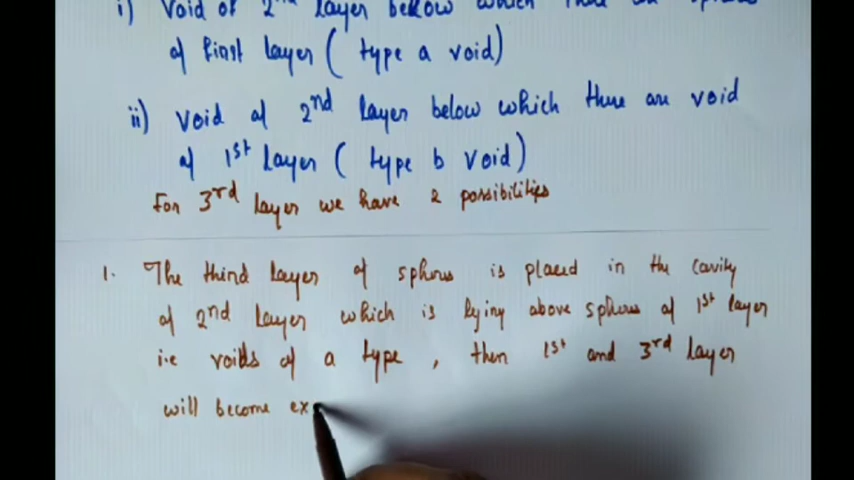 i) Void of 2nd layer below which there are sphere
of first layer ( type a void)
ii) Void of 2nd layer below which there are void
of 1st layer ( type b void)
For 3rd layer we have 2 possibilities
1. The third layer of spheres is placed in the cavity
of 2nd layer which is lying above spheres of 1st layer
i.e voids of a type , then 1st and 3rd layer
will become ex